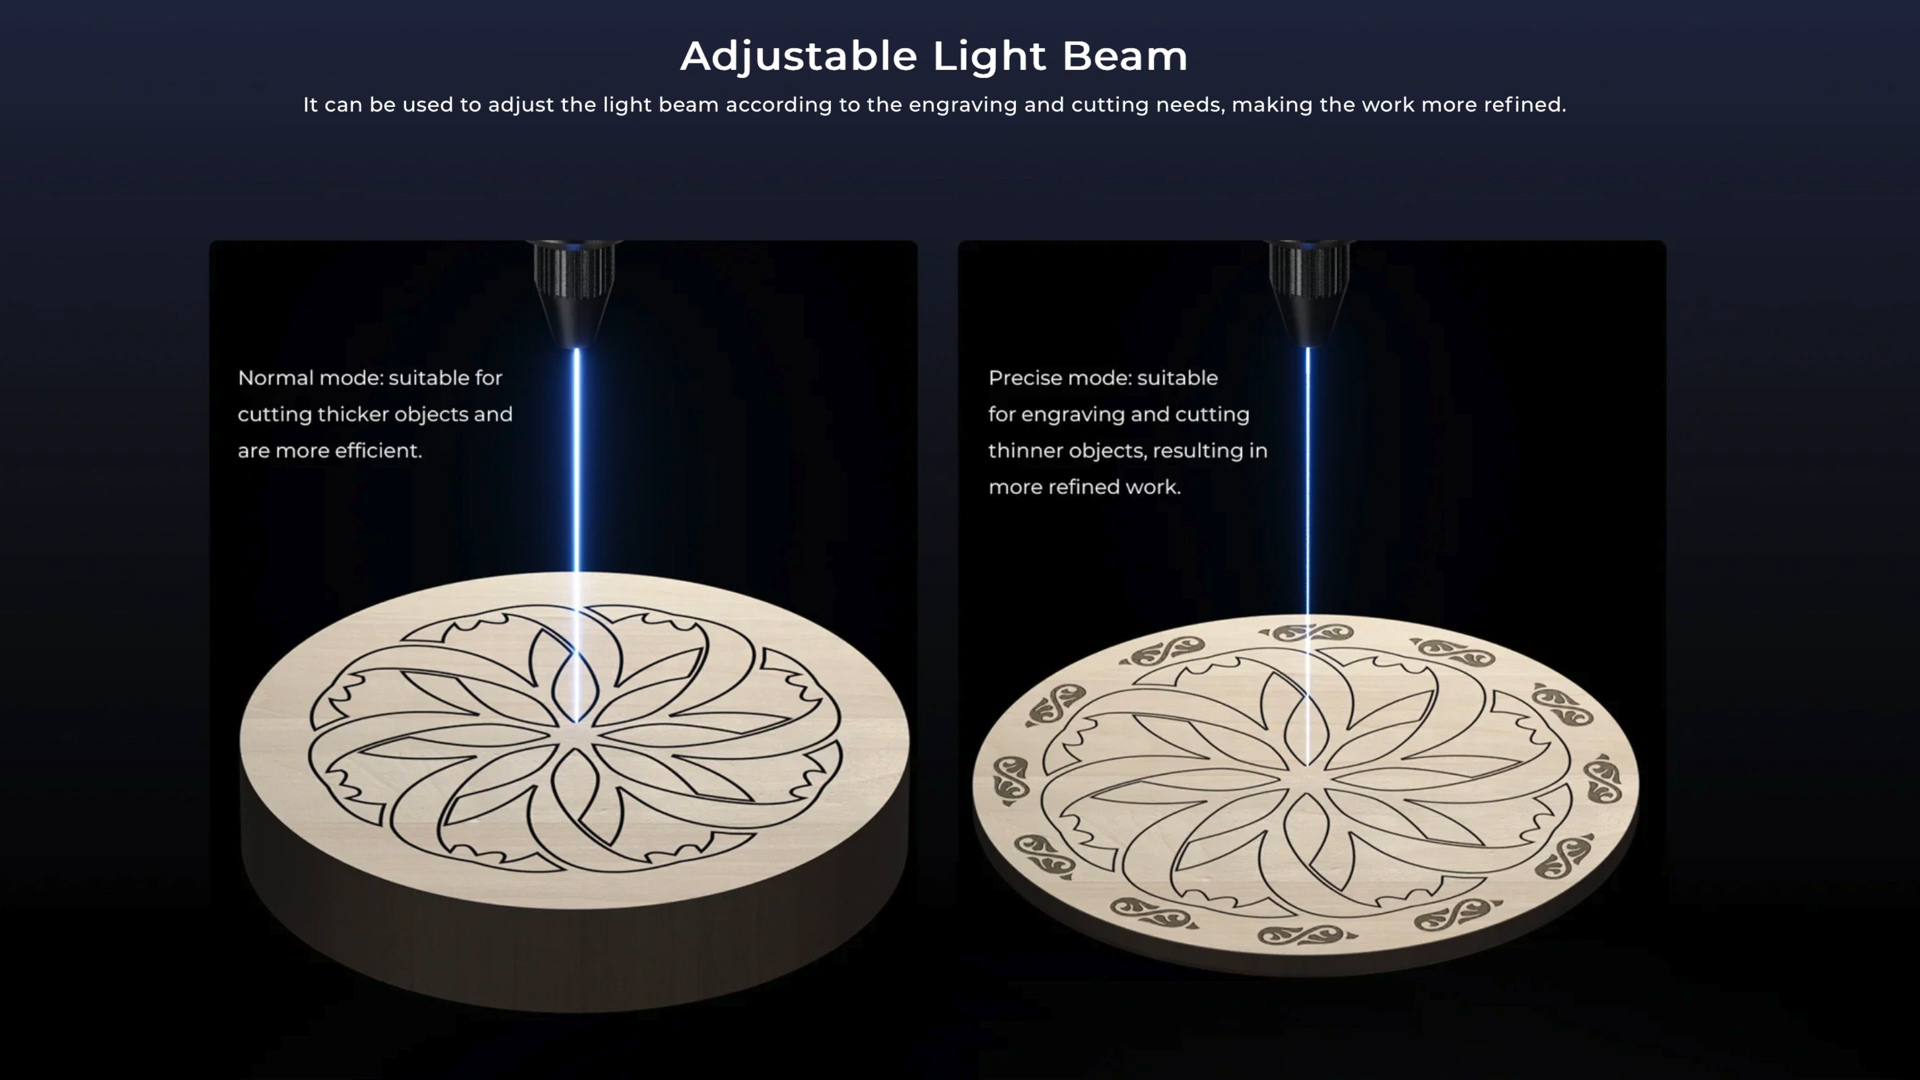 Adjustable Light Beam
It can be used to adjust the light beam according to the engraving and cutting needs, making the work more refined.
Normal mode: suitable for
cutting thicker objects and
are more efficient.
Precise mode: suitable
for engraving and cutting
thinner objects, resulting in
more refined work.